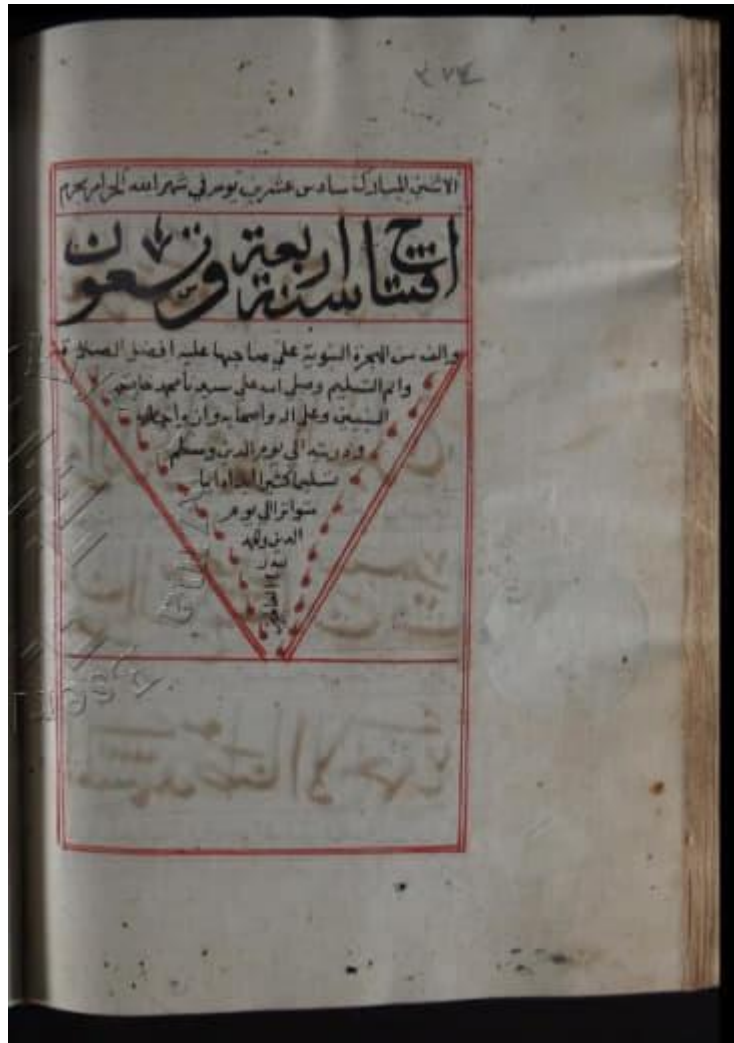 ٣٧٤
الاثنين المبارك سادس عشرين يوم في شهر الله الحرام محرم
افتتاح سنة اربعة وتسعون
والف من الهجرة النبوية على صاحبها عليه افضل الصلاة
واتم التسليم وصلى الله على سيدنا محمد خاتم
النبيين وعلى اله واصحابه وازواجه
وذريته الى يوم الدين وسلم
تسليما كثيرا ابدا دائما
متواترا الى يوم
الدين